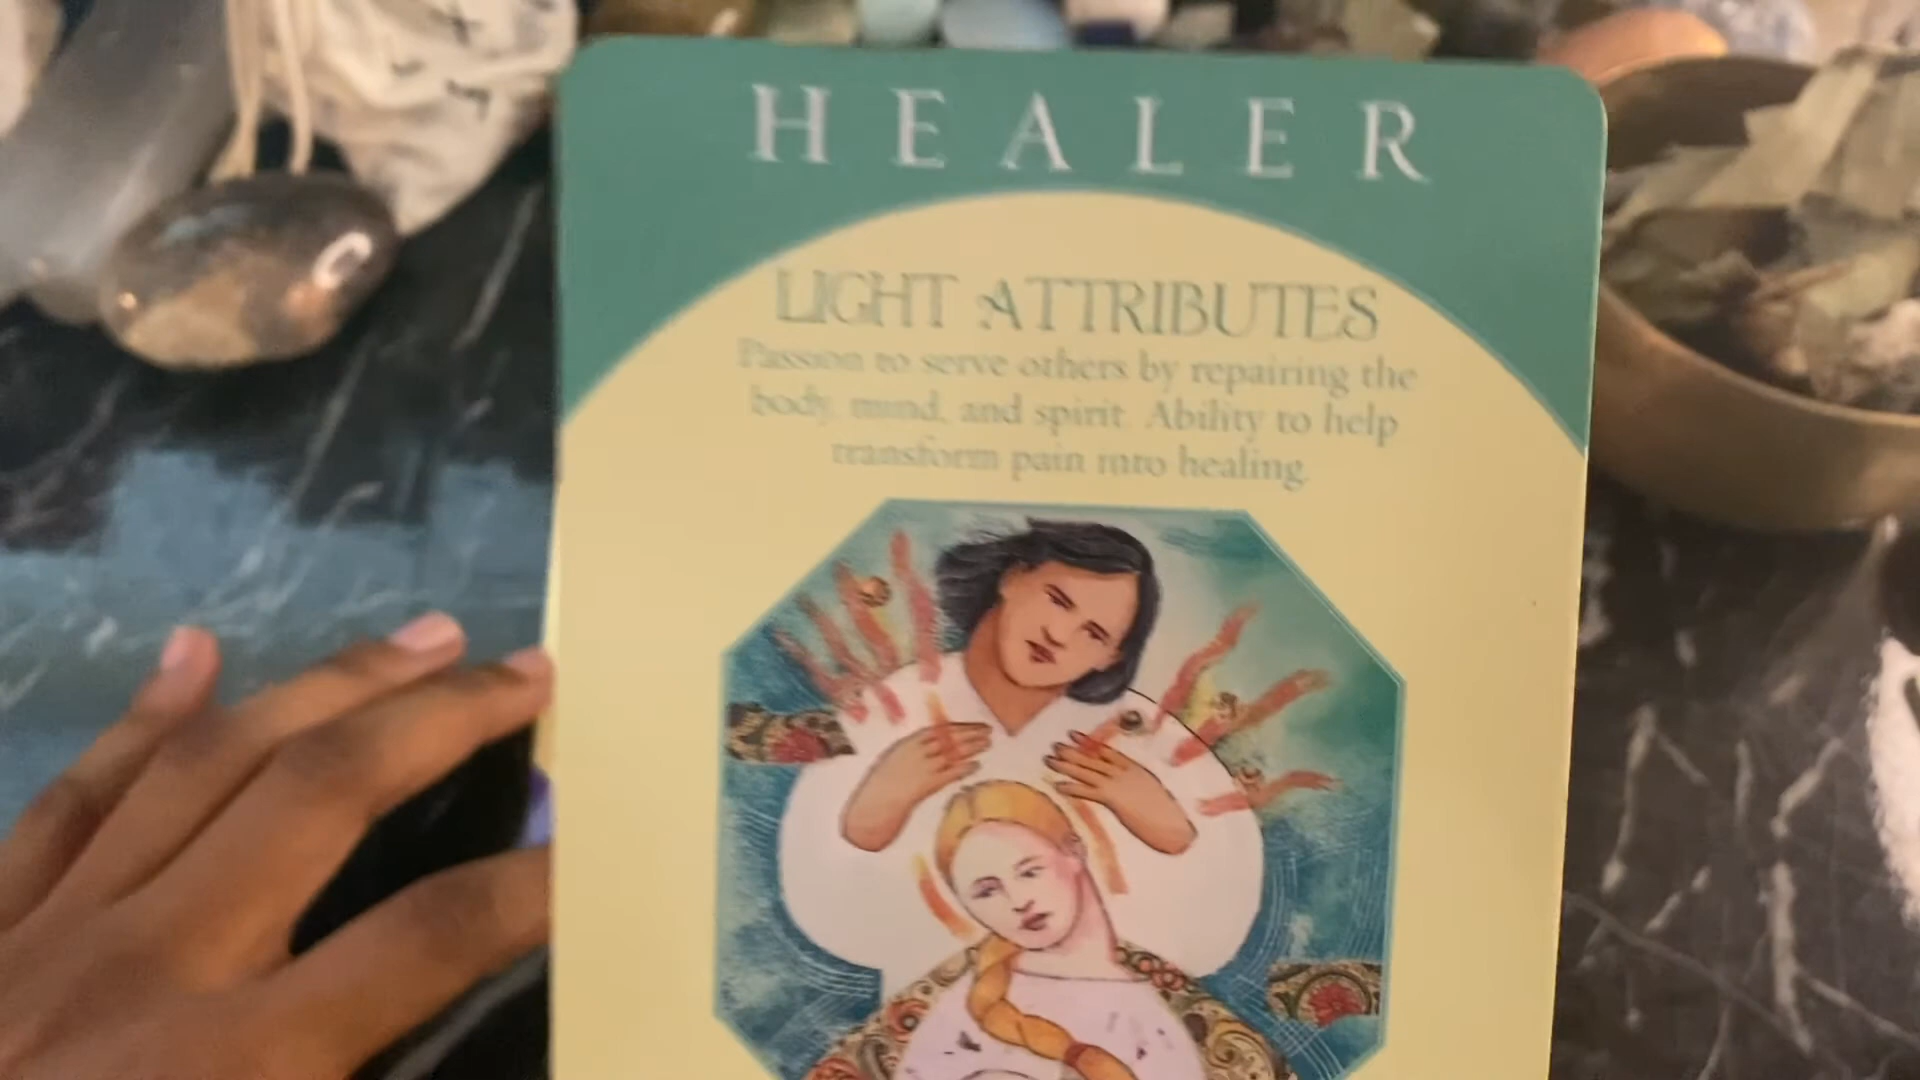 HEALER
LIGHT ATTRIBUTES
Passion to serve others by repairing the
body, mind, and spirit. Ability to help
transform pain into healing.